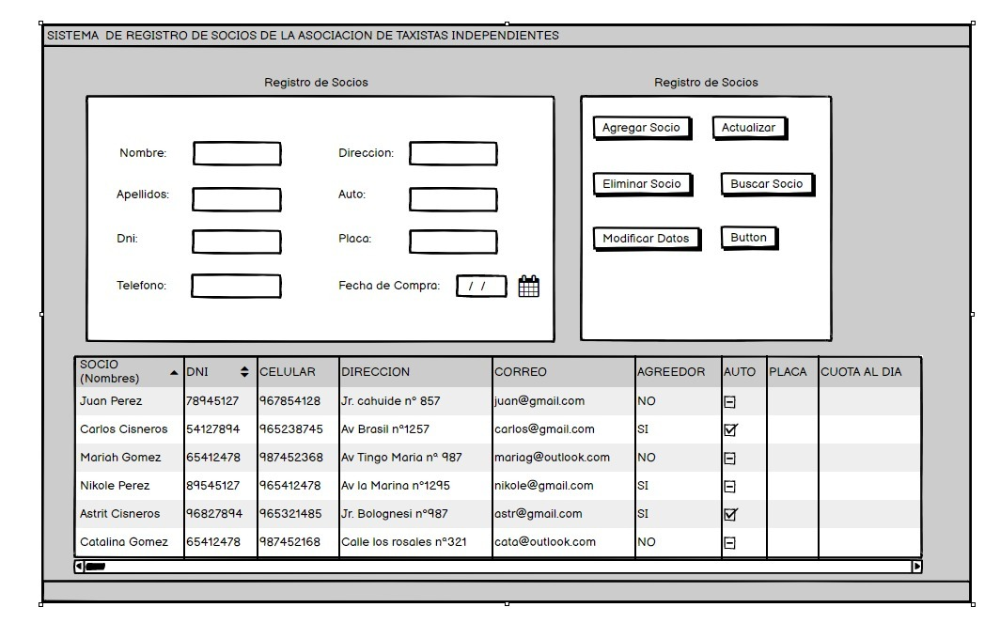 SISTEMA DE REGISTRO DE SOCIOS DE LA ASOCIACION DE TAXISTAS INDEPENDIENTES
Registro de Socios
Registro de Socios
Nombre:
Direccion:
Apellidos:
Auto:
Dni:
Placa:
Telefono:
Fecha de Compra: / /
Agregar Socio
Actualizar
Eliminar Socio
Buscar Socio
Modificar Datos
Button
SOCIO (Nombres) DNI CELULAR DIRECCION CORREO AGREEDOR AUTO PLACA CUOTA AL DIA
Juan Perez 78945127 967854128 Jr. cahuide n° 857 juan@gmail.com NO
Carlos Cisneros 54127894 965238745 Av Brasil n°1257 carlos@gmail.com SI
Mariah Gomez 65412478 987452368 Av Tingo Maria n° 987 mariag@outlook.com NO
Nikole Perez 89545127 965412478 Av la Marina n°1295 nikole@gmail.com SI
Astrit Cisneros 96827894 965321485 Jr. Bolognesi n°987 astr@gmail.com SI
Catalina Gomez 65412478 987452168 Calle los rosales n°321 cata@outlook.com NO